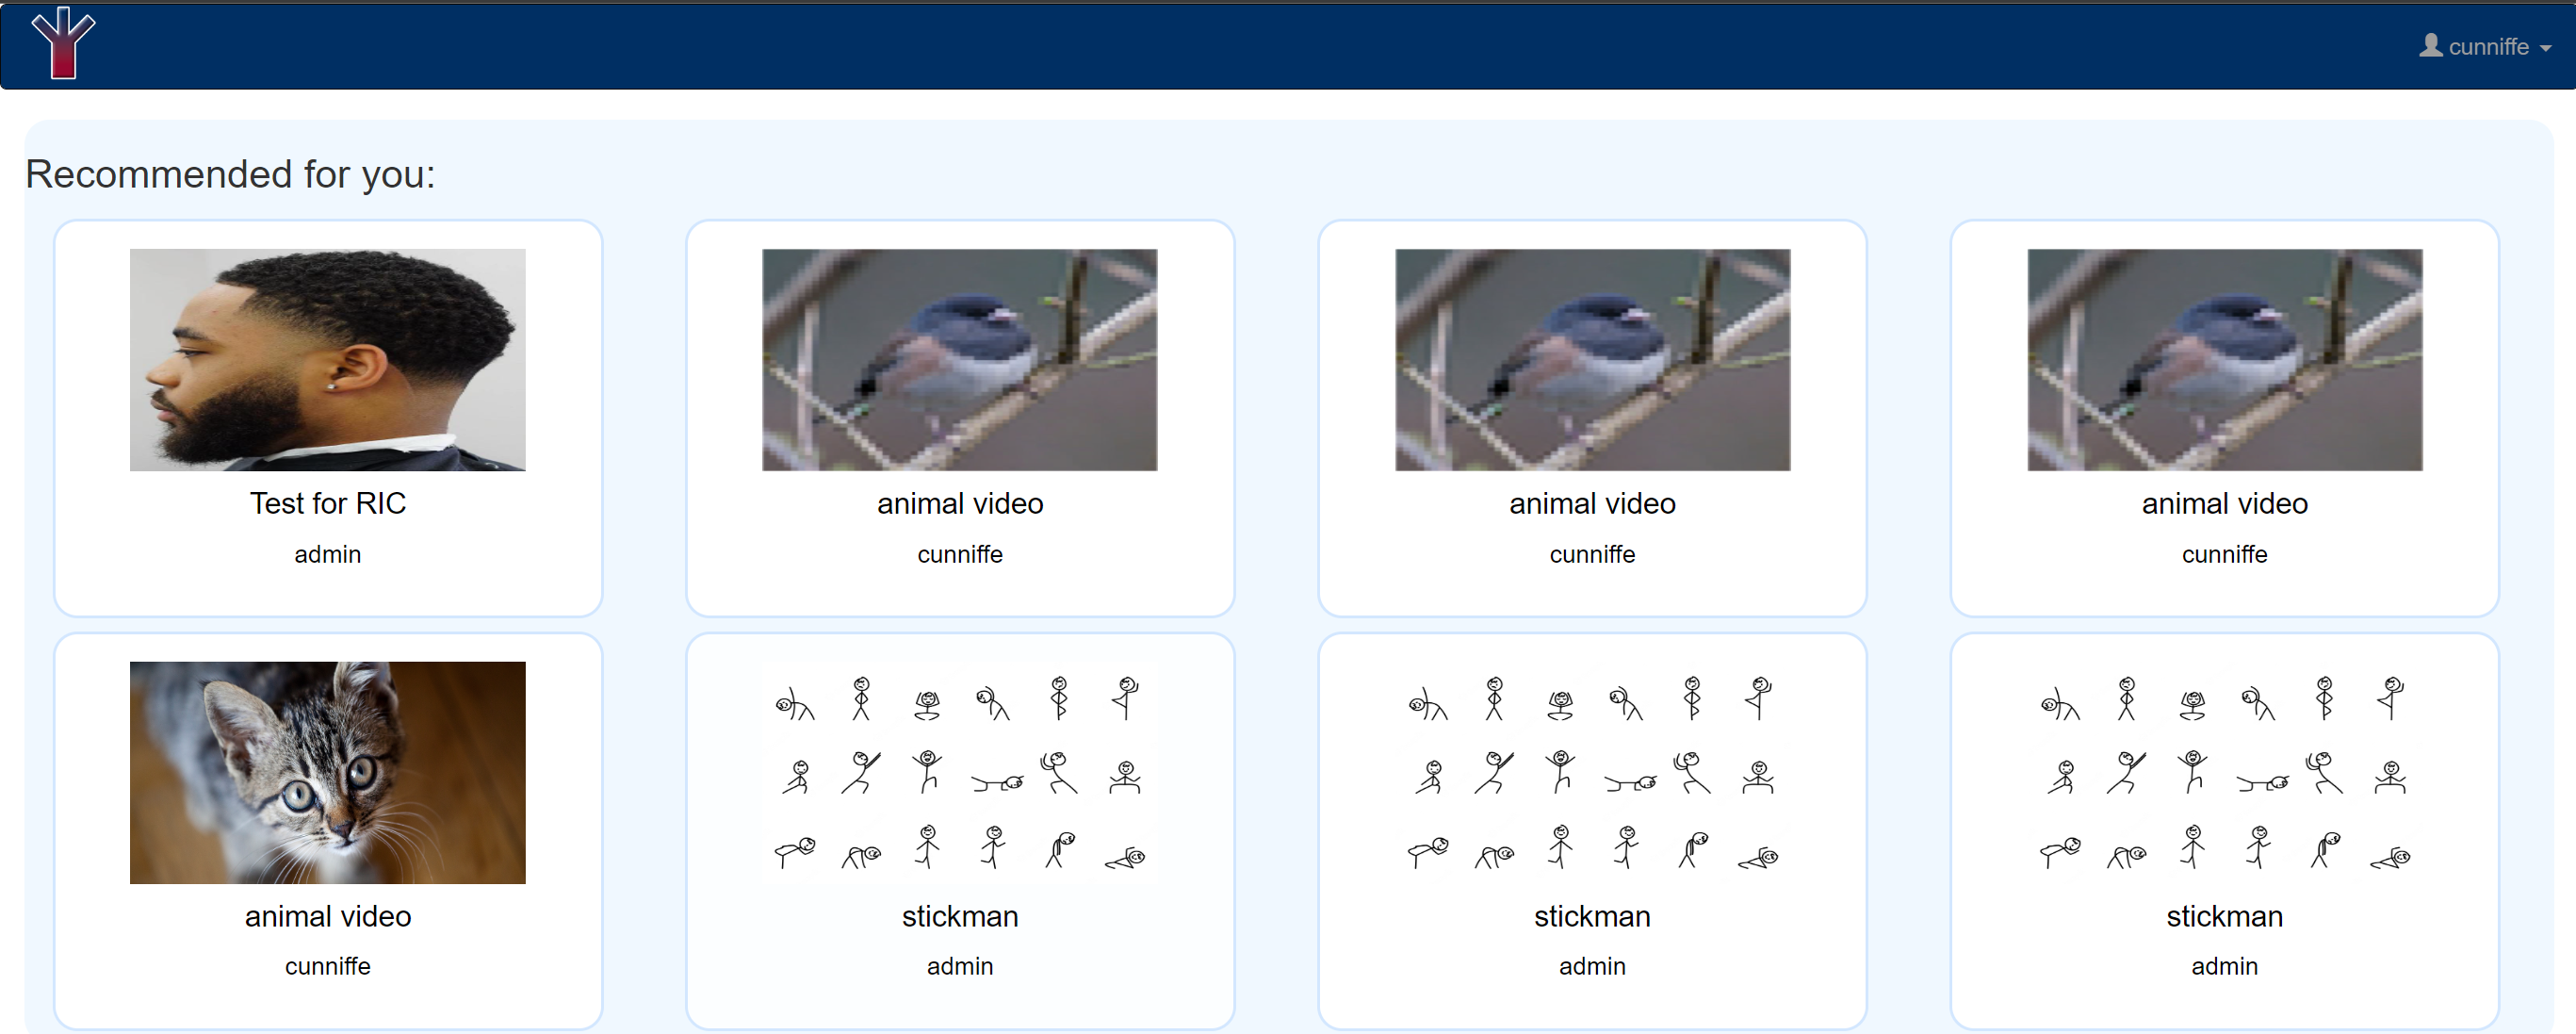 cunniffe
Recommended for you:
Test for RIC
admin
animal video
cunniffe
animal video
cunniffe
animal video
cunniffe
animal video
cunniffe
stickman
admin
stickman
admin
stickman
admin